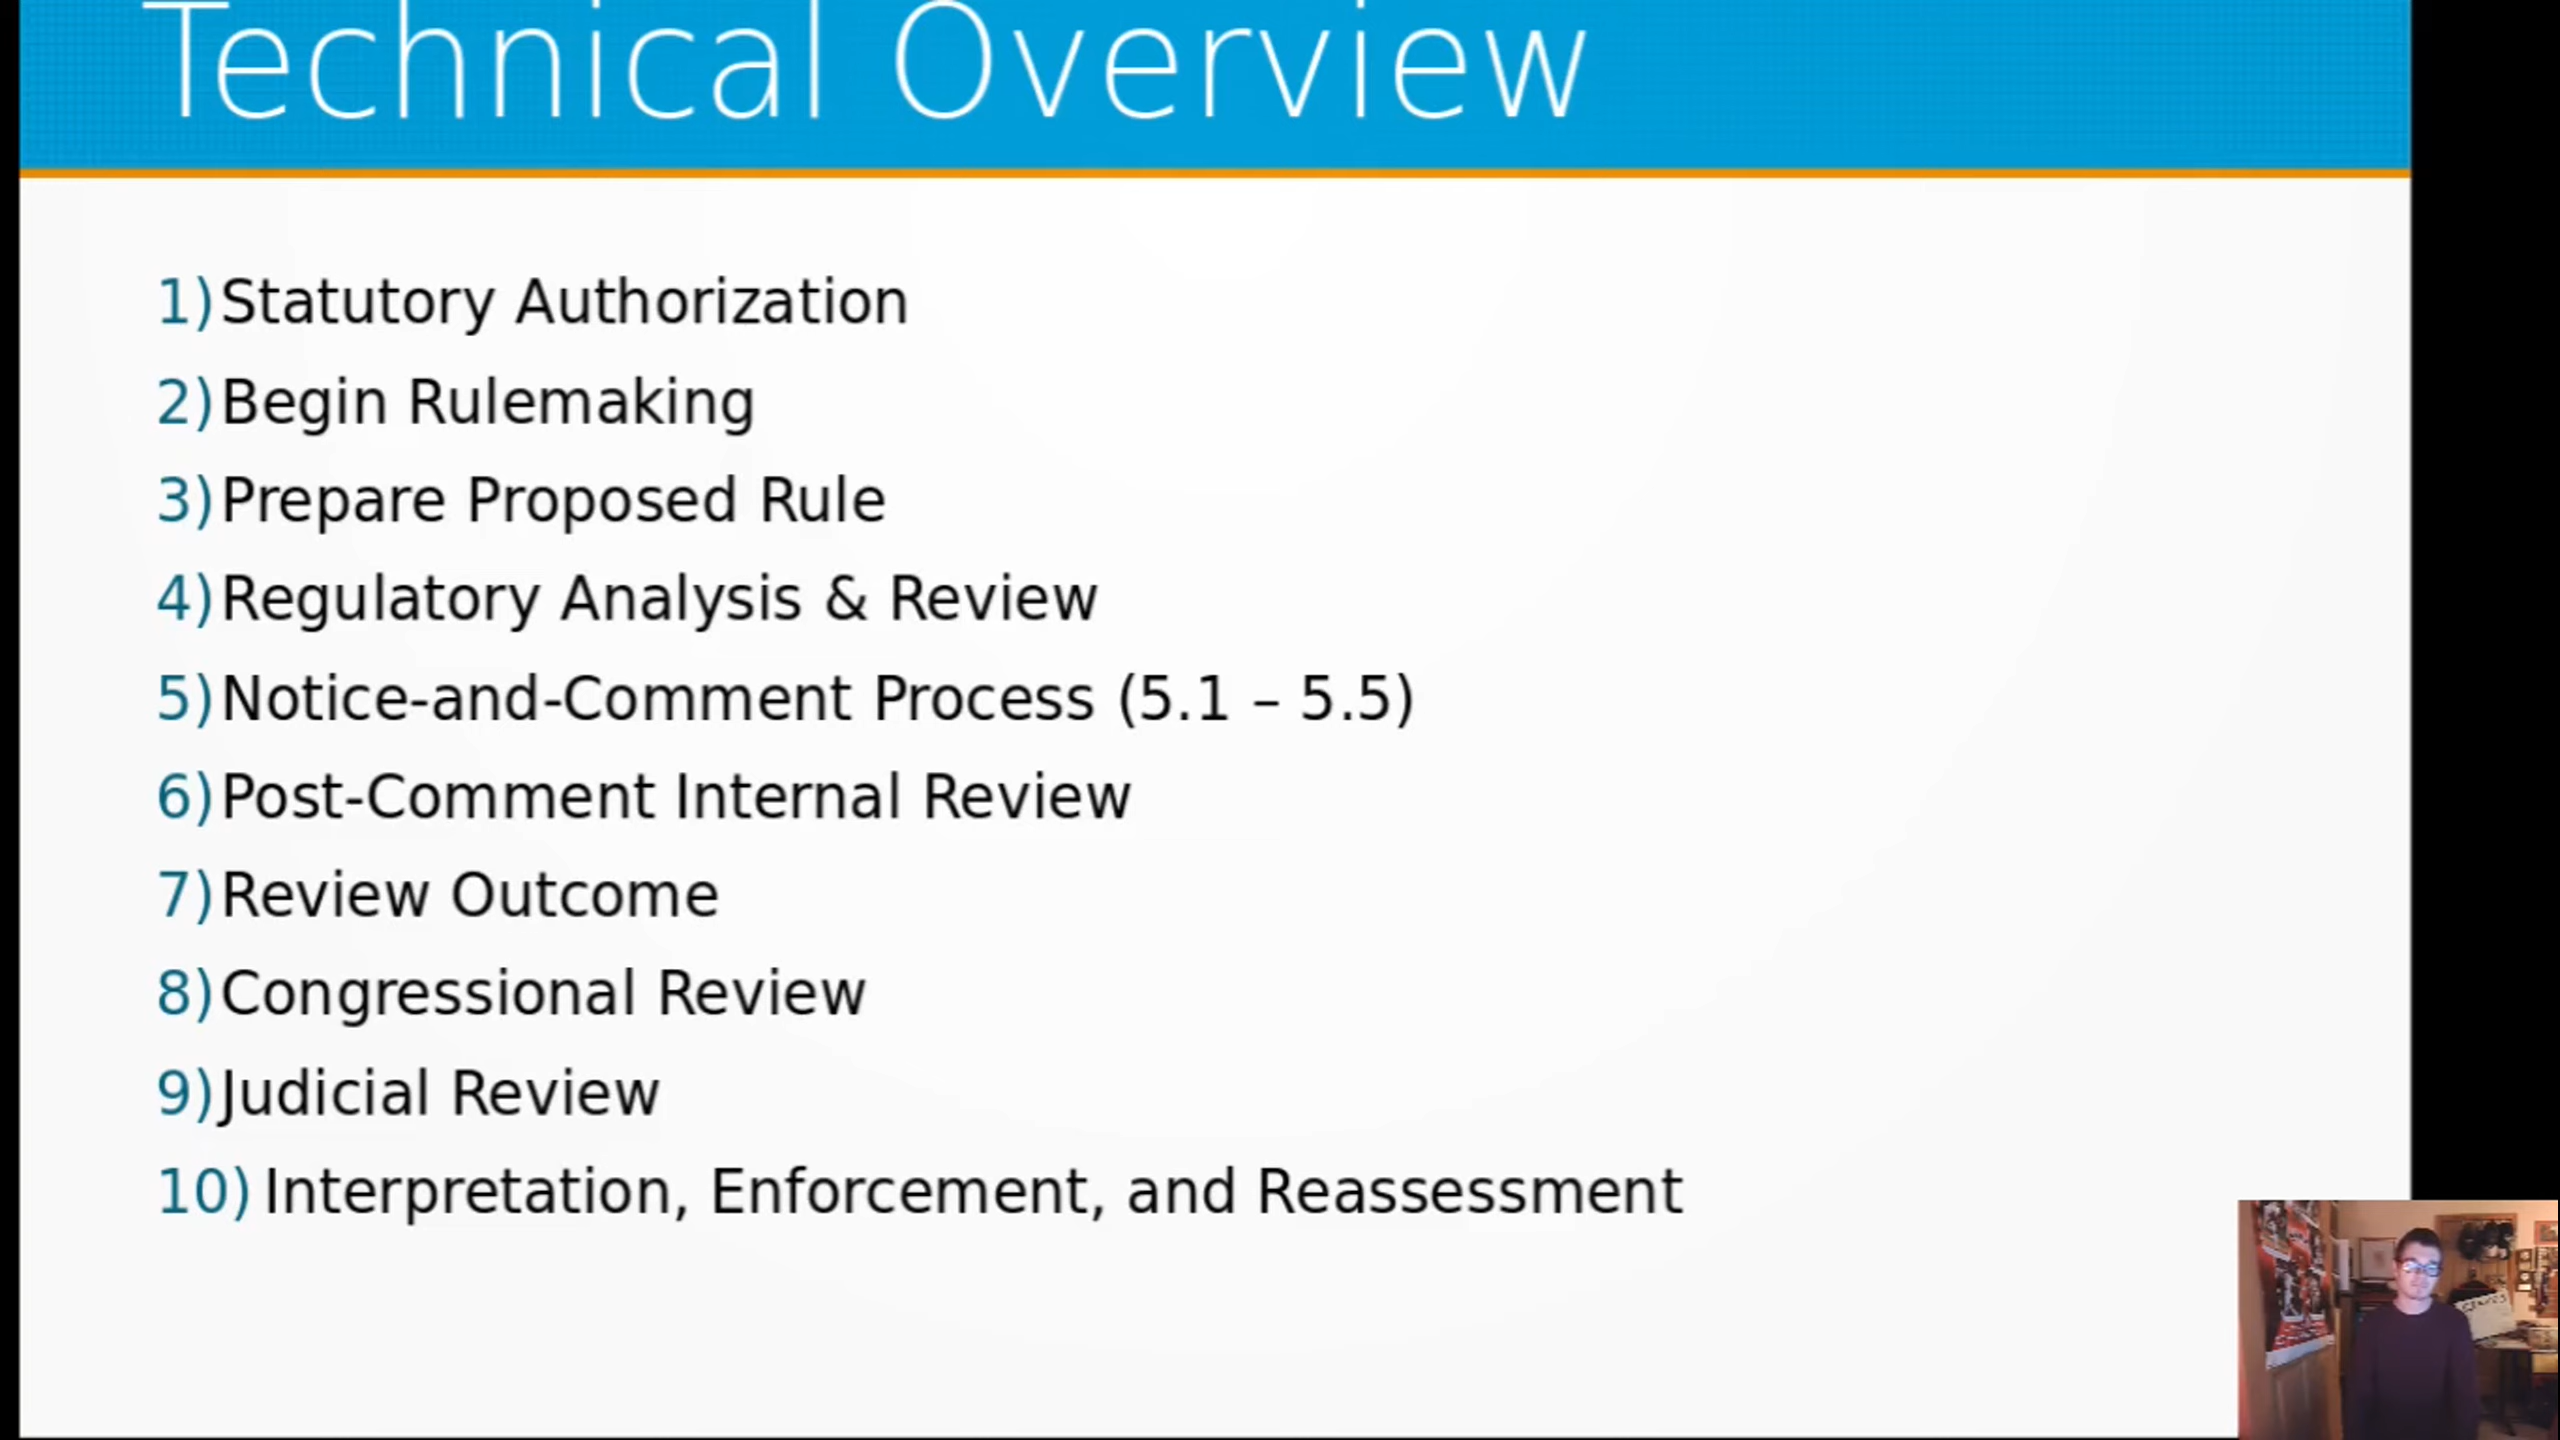 Technical Overview
1) Statutory Authorization
2) Begin Rulemaking
3) Prepare Proposed Rule
4) Regulatory Analysis & Review
5) Notice-and-Comment Process (5.1 – 5.5)
6) Post-Comment Internal Review
7) Review Outcome
8) Congressional Review
9) Judicial Review
10) Interpretation, Enforcement, and Reassessment